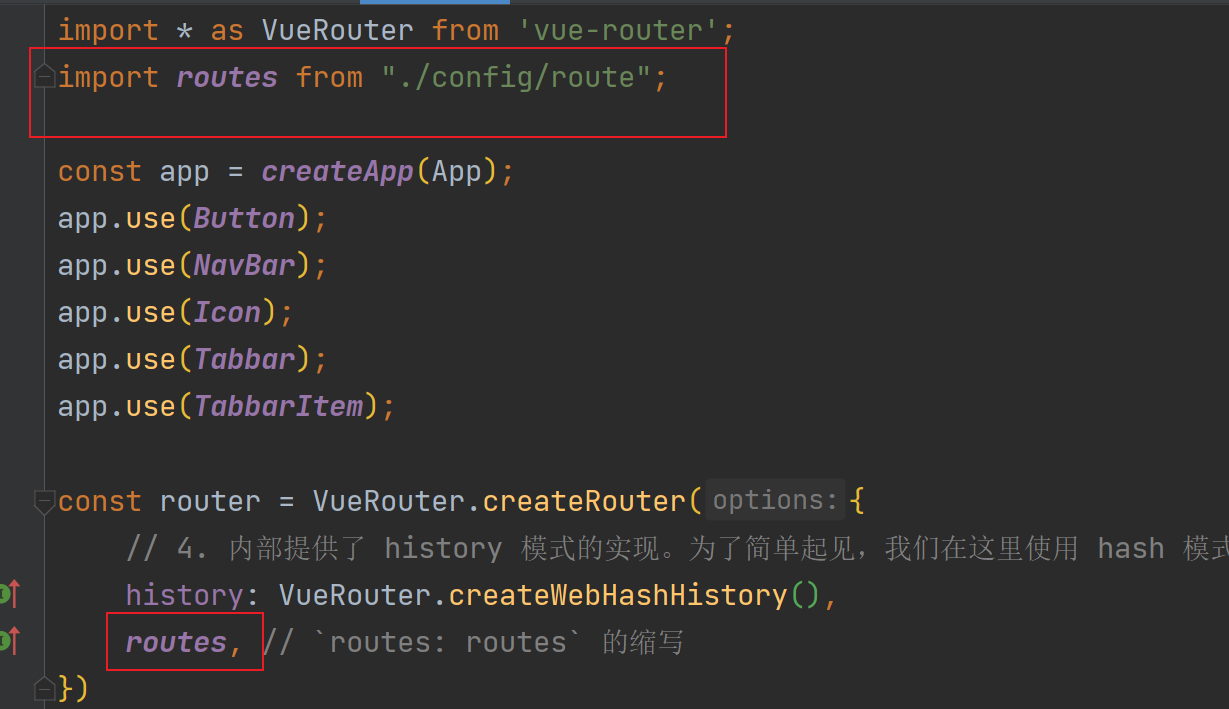 import * as VueRouter from 'vue-router';
import routes from "./config/route";
const app = createApp(App);
app.use(Button);
app.use(NavBar);
app.use(Icon);
app.use(Tabbar);
app.use(TabbarItem);
const router = VueRouter.createRouter( options: {
// 4. 内部提供了 history 模式的实现。为了简单起见，我们在这里使用 hash 模式
history: VueRouter.createWebHashHistory(),
routes, // `routes: routes` 的缩写
})